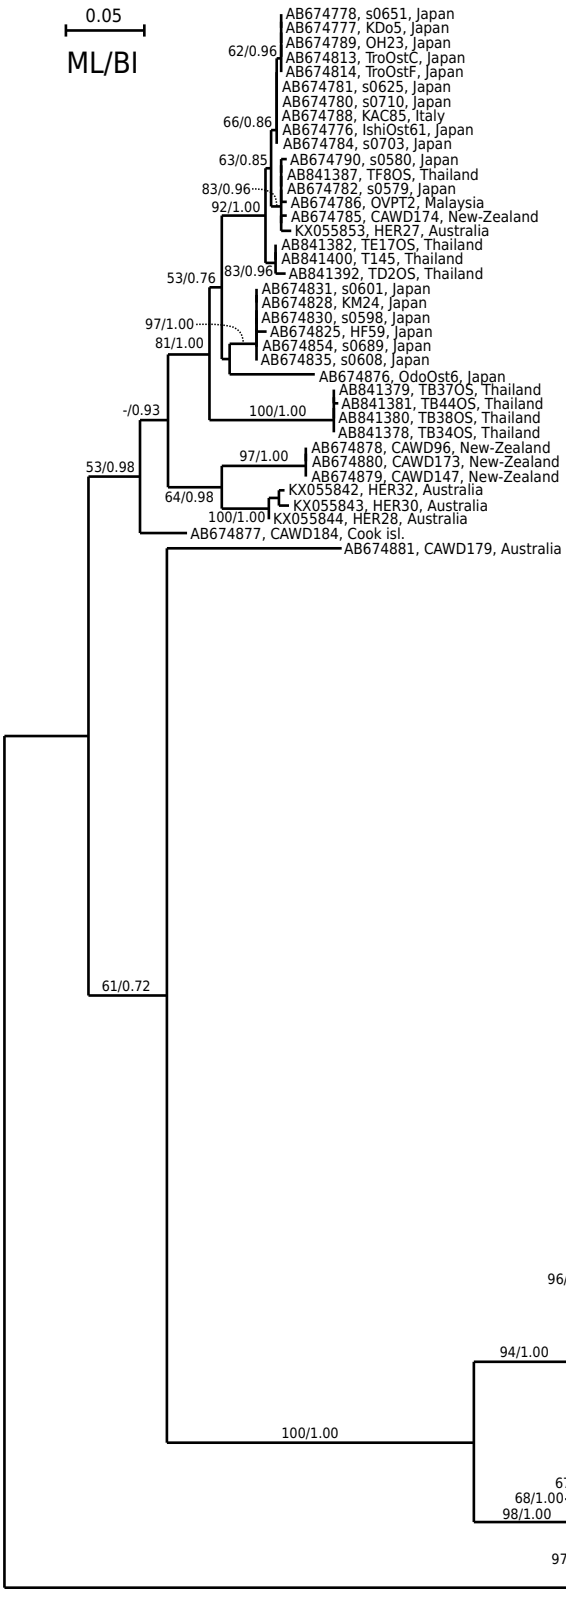 0.05
ML/BI
AB674778, s0651, Japan
AB674777, KDo5, Japan
AB674789, OH23, Japan
62/0.96
AB674813, TroOstC, Japan
AB674814, TroOstF, Japan
AB674781, s0625, Japan
AB674780, s0710, Japan
AB674788, KAC85, Italy
66/0.86
AB674776, IshiOst61, Japan
AB674784, s0703, Japan
63/0.85
AB674790, s0580, Japan
AB841387, TF8OS, Thailand
83/0.96
AB674782, s0579, Japan
AB674786, OVPT2, Malaysia
92/1.00
AB674785, CAWD174, New-Zealand
KX055853, HER27, Australia
AB841382, TE17OS, Thailand
AB841400, T145, Thailand
83/0.96
AB841392, TD2OS, Thailand
53/0.76
AB674831, s0601, Japan
AB674828, KM24, Japan
AB674830, s0598, Japan
97/1.00
AB674825, HF59, Japan
81/1.00
AB674854, s0689, Japan
AB674835, s0608, Japan
AB674876, OdoOst6, Japan
AB841379, TB37OS, Thailand
AB841381, TB44OS, Thailand
-/0.93
100/1.00
AB841380, TB38OS, Thailand
AB841378, TB34OS, Thailand
AB674878, CAWD96, New-Zealand
97/1.00
AB674880, CAWD173, New-Zealand
53/0.98
AB674879, CAWD147, New-Zealand
KX055842, HER32, Australia
64/0.98
KX055843, HER30, Australia
100/1.00
KX055844, HER28, Australia
AB674877, CAWD184, Cook isl.
AB674881, CAWD179, Australia
61/0.72
96/
94/1.00
100/1.00
67
68/1.00
98/1.00
97